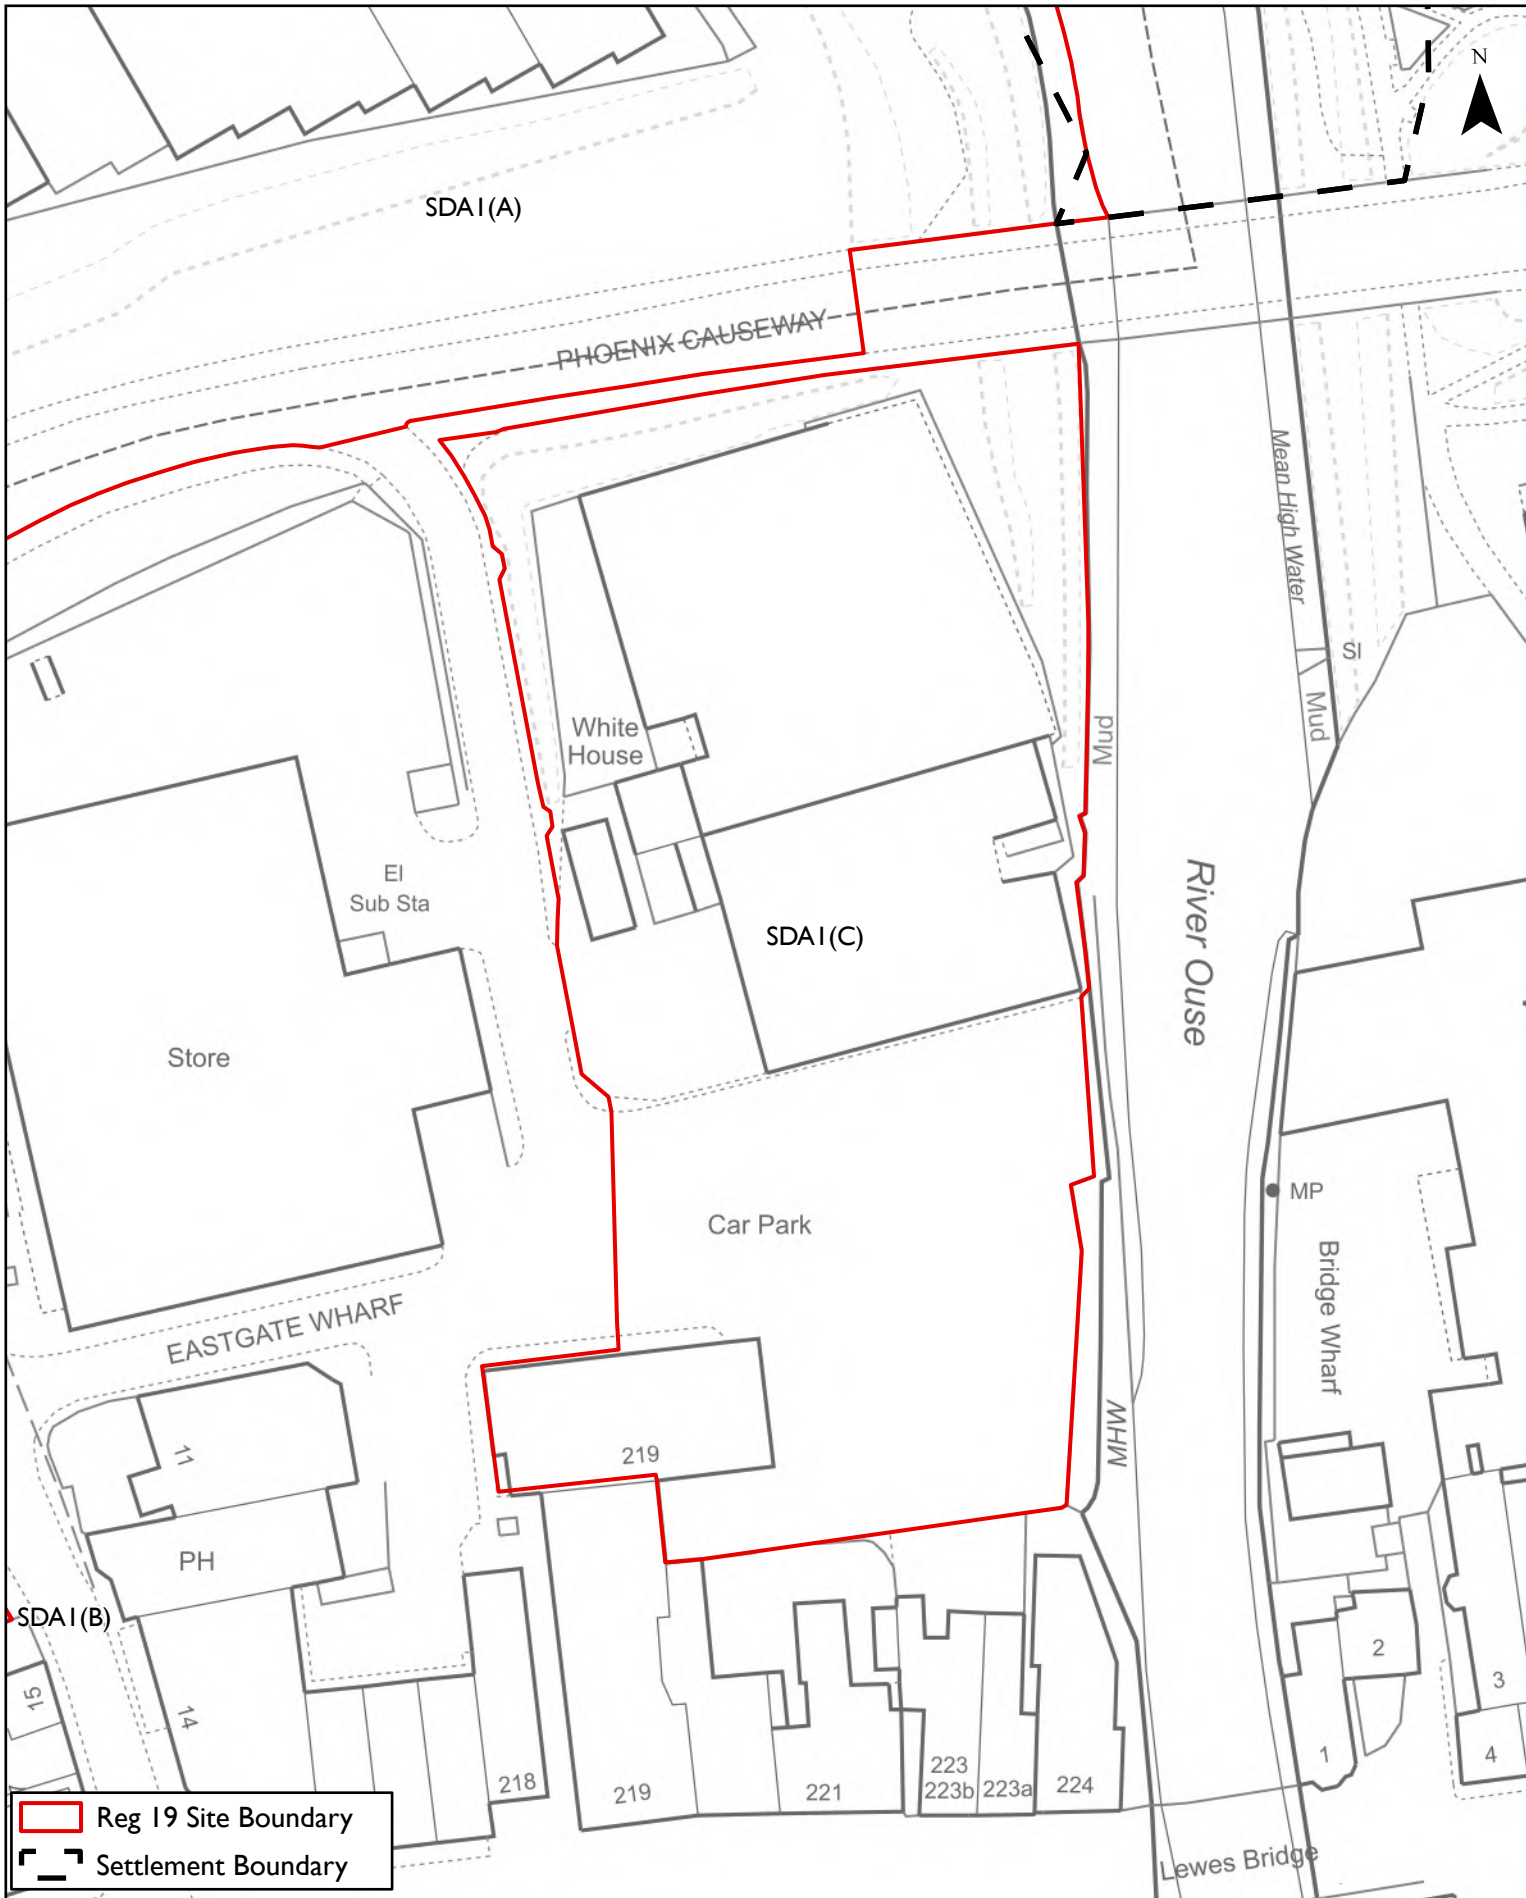 N
SDA1(A)
PHOENIX CAUSEWAY
Mean High Water
Sl
Mud
White
House
Mud
El
Sub Sta
River Ouse
SDA1(C)
Store
MP
Car Park
Bridge Wharf
EASTGATE WHARF
MHW
11
219
PH
SDA1(B)
15
14
218
219
221
223
223b
223a
224
2
1
3
4
Reg 19 Site Boundary
Settlement Boundary
Lewes Bridge